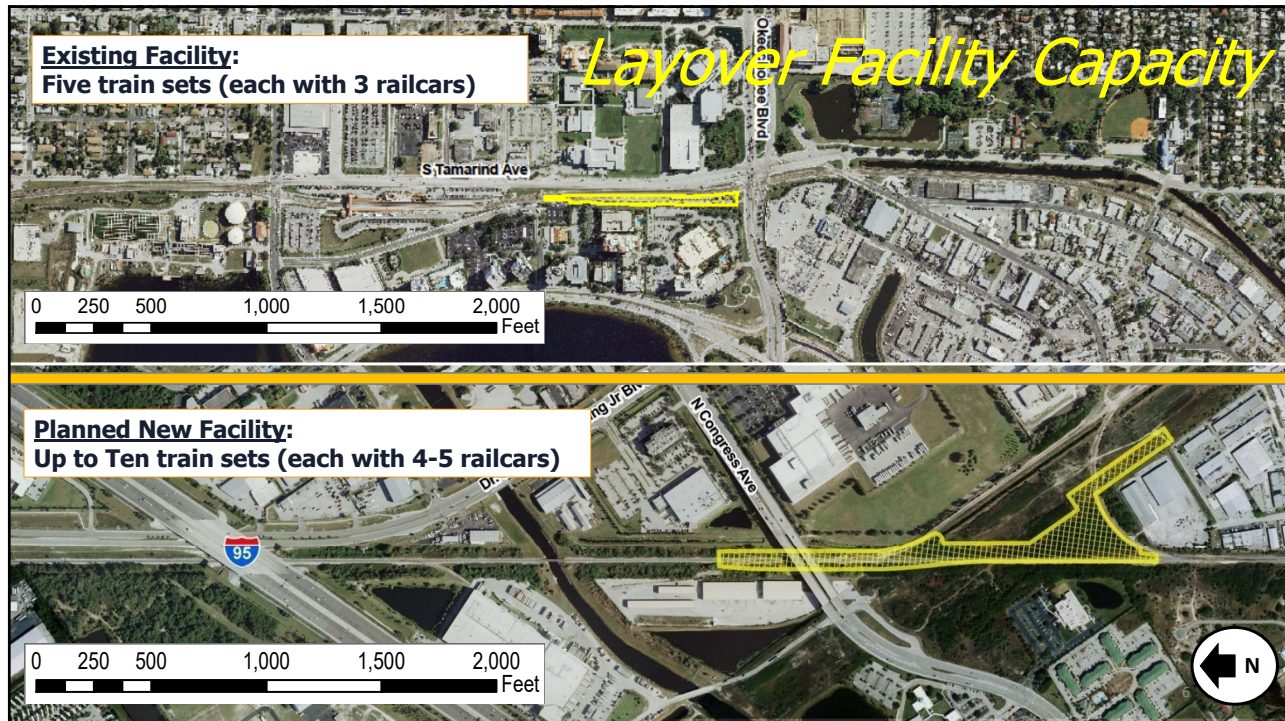 Layover Facility Capacity
Existing Facility:
Five train sets (each with 3 railcars)
Okeechobee Blvd
S Tamarind Ave
0 250 500 1,000 1,500 2,000
Feet
Planned New Facility:
Up to Ten train sets (each with 4-5 railcars)
ng Jr
N Congress Ave
95
0 250 500 1,000 1,500 2,000
Feet
N
6